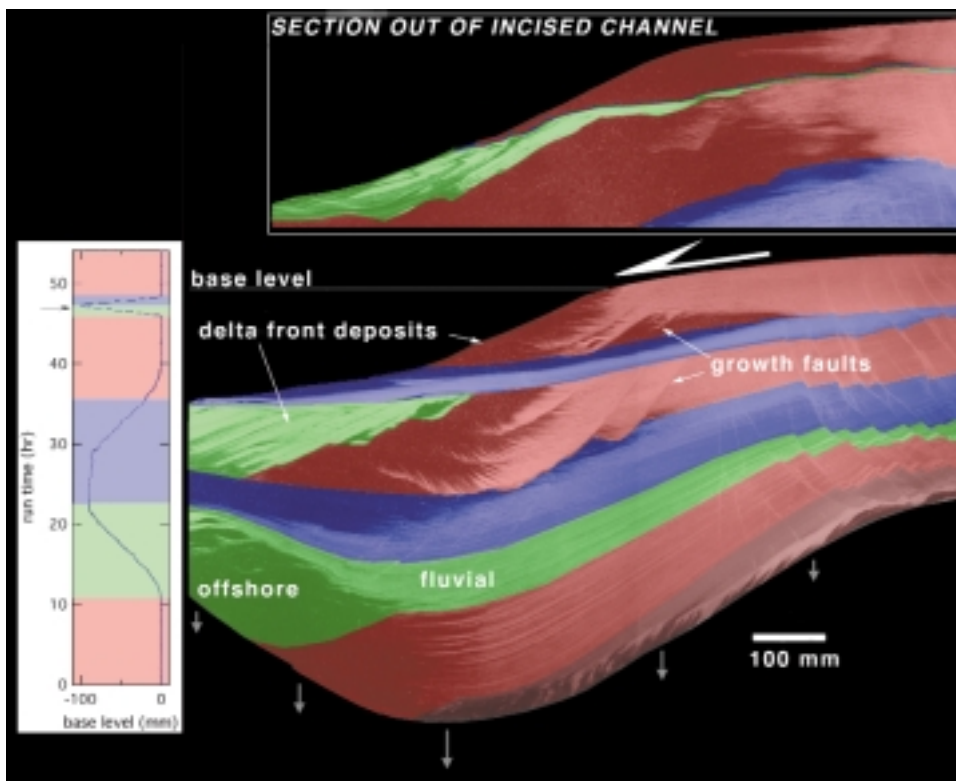 SECTION OUT OF INCISED CHANNEL
base level
delta front deposits
growth faults
offshore
fluvial
100 mm
50
40
30
20
10
0
run time (hr)
-100
0
base level (mm)